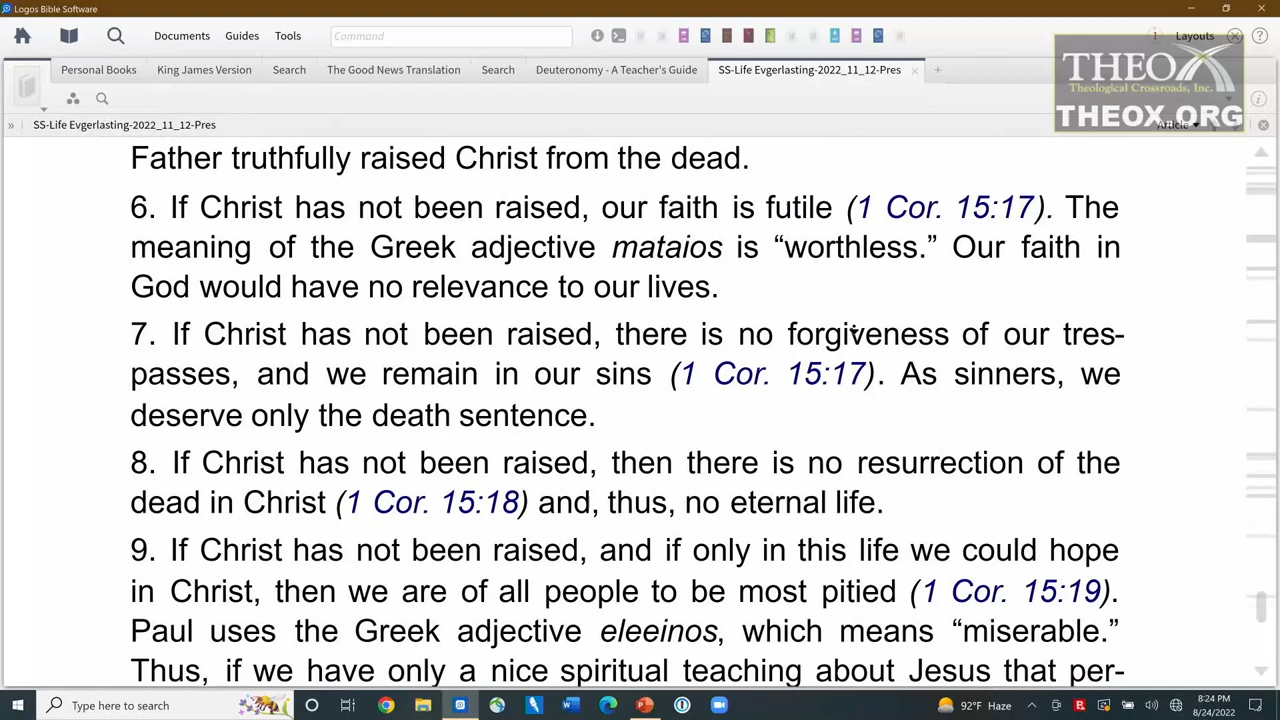 Logos Bible Software
Documents Guides Tools Command Layouts
THEOX
Theological Crossroads, Inc.
THEOX.ORG
Personal Books King James Version Search The Good News Translation Search Deuteronomy - A Teacher's Guide SS-Life Evgerlasting-2022_11_12-Pres
SS-Life Evgerlasting-2022_11_12-Pres Article
Father truthfully raised Christ from the dead.
6. If Christ has not been raised, our faith is futile (1 Cor. 15:17). The
meaning of the Greek adjective mataios is “worthless.” Our faith in
God would have no relevance to our lives.
7. If Christ has not been raised, there is no forgiveness of our tres-
passes, and we remain in our sins (1 Cor. 15:17). As sinners, we
deserve only the death sentence.
8. If Christ has not been raised, then there is no resurrection of the
dead in Christ (1 Cor. 15:18) and, thus, no eternal life.
9. If Christ has not been raised, and if only in this life we could hope
in Christ, then we are of all people to be most pitied (1 Cor. 15:19).
Paul uses the Greek adjective eleeinos, which means “miserable.”
Thus, if we have only a nice spiritual teaching about Jesus that per-
Type here to search 92°F Haze 8:24 PM
8/24/2022